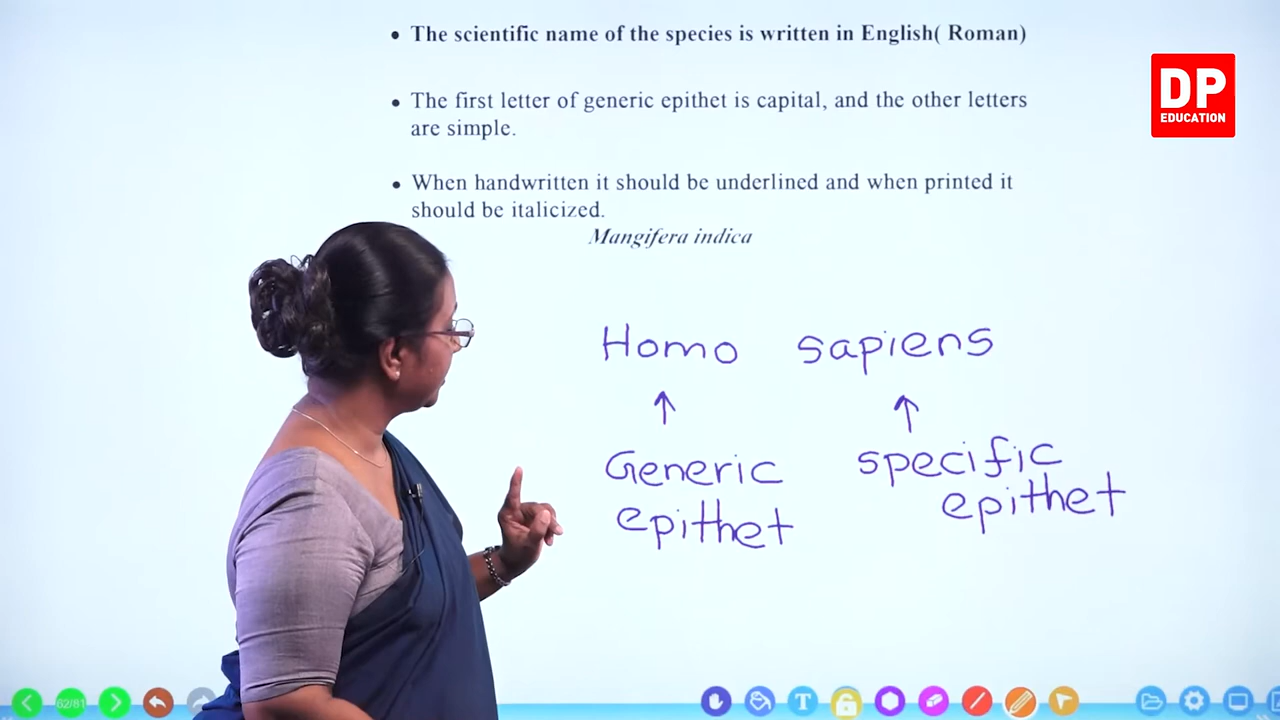 • The scientific name of the species is written in English( Roman)
• The first letter of generic epithet is capital, and the other letters
are simple.
• When handwritten it should be underlined and when printed it
should be italicized.
Mangifera indica
DP
EDUCATION
Homo sapiens
↑ ↑
Generic
epithet
specific
epithet
62/81
T